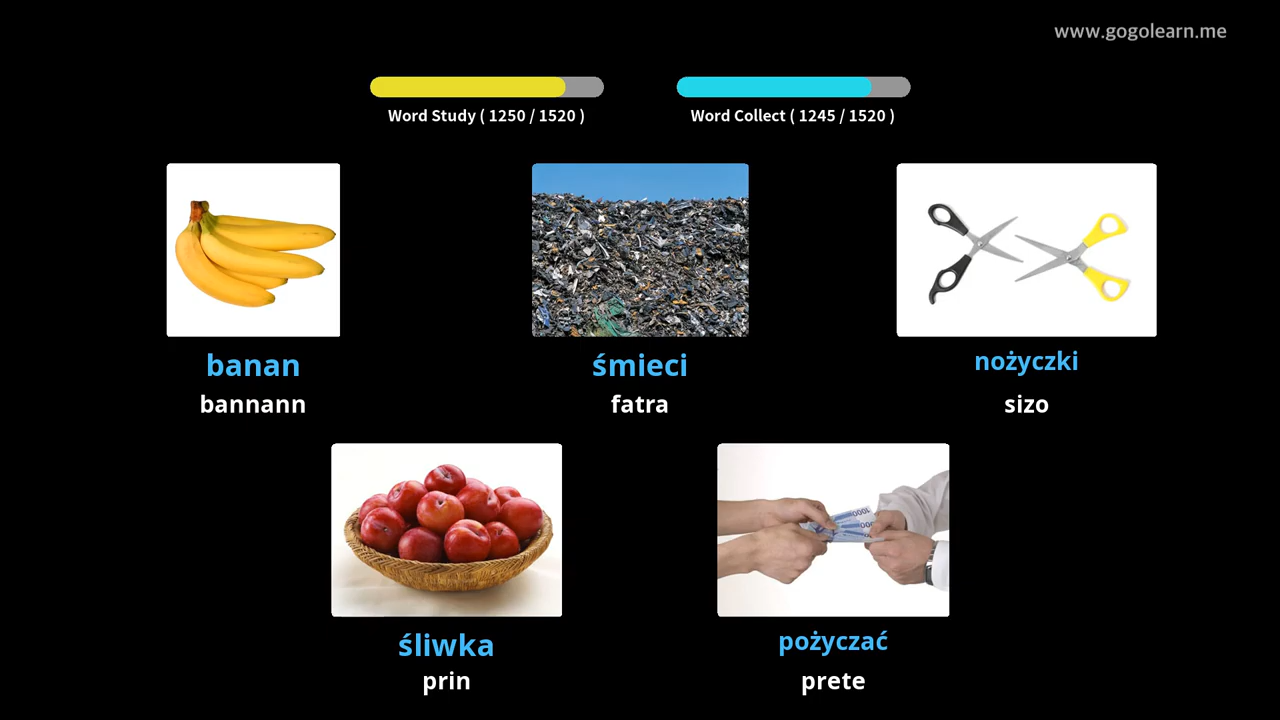 www.gogolearn.me
Word Study ( 1250 / 1520 )
Word Collect ( 1245 / 1520 )
banan
bannann
śmieci
fatra
nożyczki
sizo
śliwka
prin
pożyczać
prete